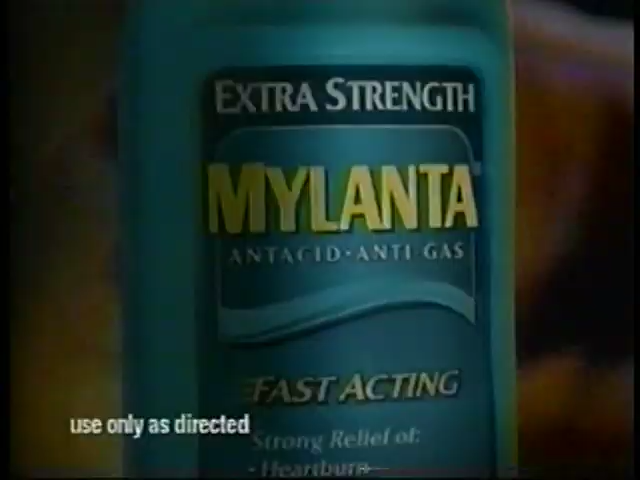 EXTRA STRENGTH
MYLANTA
ANTACID·ANTI-GAS
FAST ACTING
use only as directed
Strong Relief of:
· Heartburn